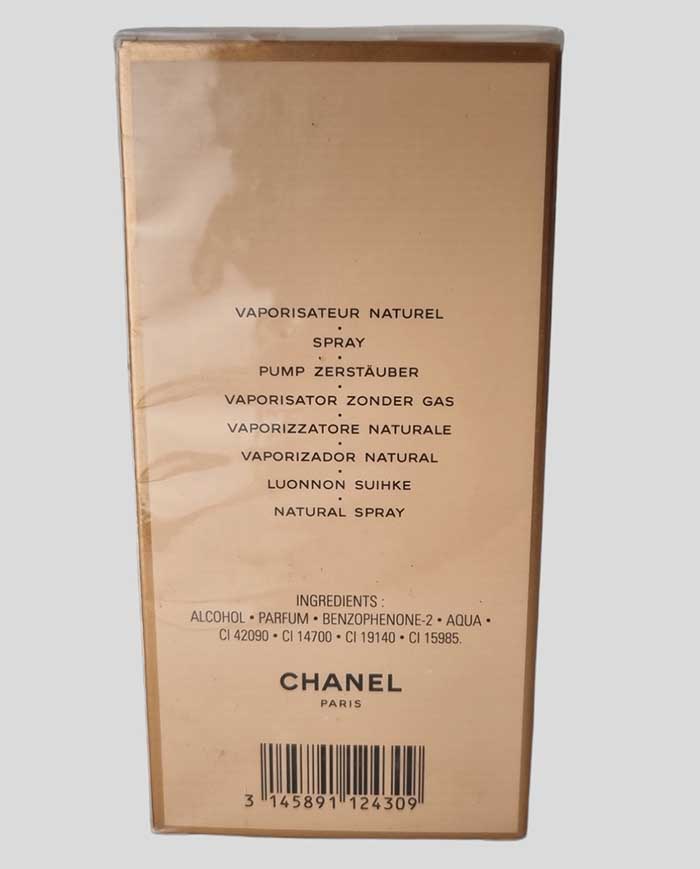 VAPORISATEUR NATUREL
•
SPRAY
•
PUMP ZERSTÄUBER
•
VAPORISATOR ZONDER GAS
•
VAPORIZZATORE NATURALE
•
VAPORIZADOR NATURAL
•
LUONNON SUIHKE
•
NATURAL SPRAY
INGREDIENTS :
ALCOHOL • PARFUM • BENZOPHENONE-2 • AQUA •
CI 42090 • CI 14700 • CI 19140 • CI 15985.
CHANEL
PARIS
3 145891 124309